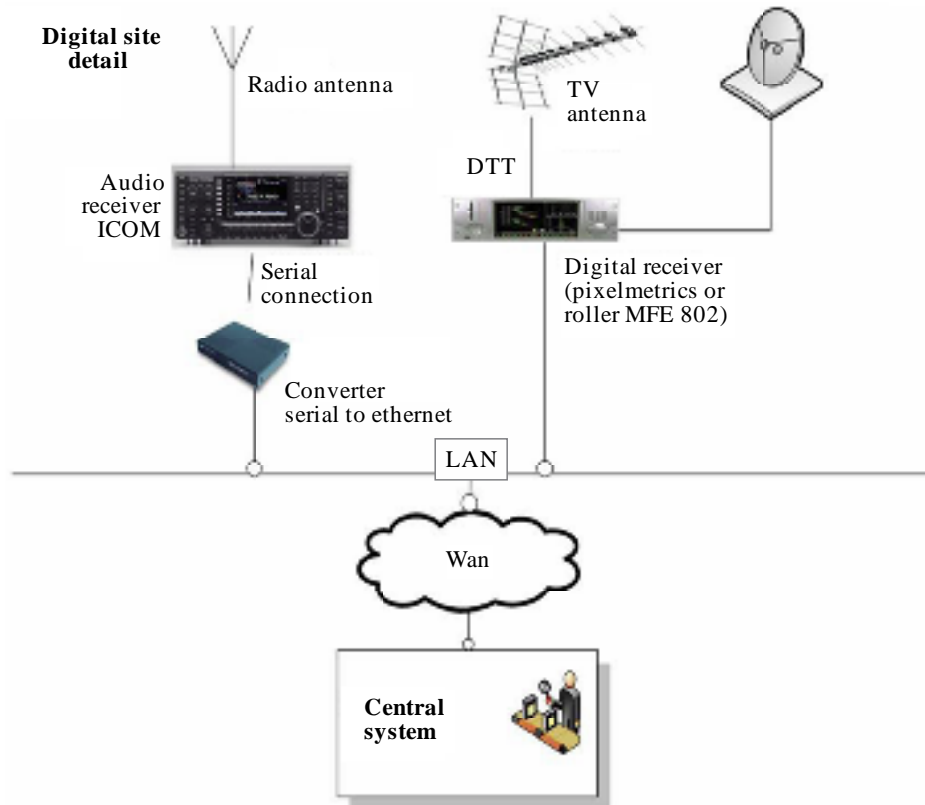 Digital site
detail
Radio antenna
TV
antenna
DTT
Audio
receiver
ICOM
Serial
connection
Digital receiver
(pixelmetrics or
roller MFE 802)
Converter
serial to ethernet
LAN
Wan
Central
system